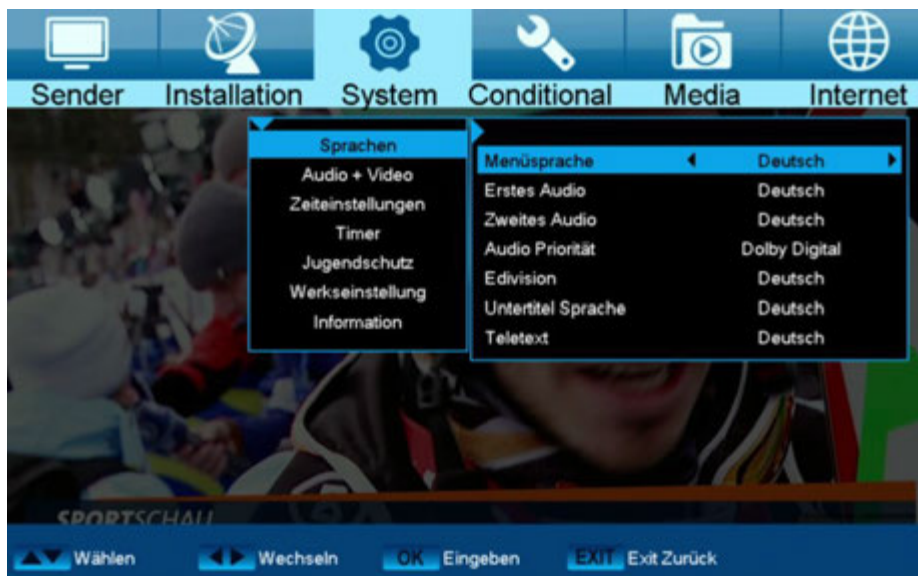 Sender Installation System Conditional Media Internet
Sprachen
Audio + Video
Zeiteinstellungen
Timer
Jugendschutz
Werkseinstellung
Information
Menüsprache Deutsch
Erstes Audio Deutsch
Zweites Audio Deutsch
Audio Priorität Dolby Digital
Edivision Deutsch
Untertitel Sprache Deutsch
Teletext Deutsch
SPORTSCHAU
Wählen Wechseln OK Eingeben EXIT Exit Zurück